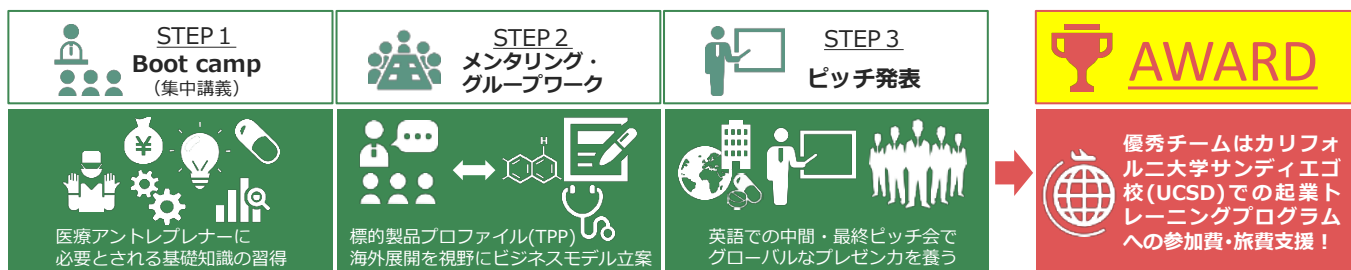 STEP 1
Boot camp
(集中講義)
医療アントレプレナーに
必要とされる基礎知識の習得
STEP 2
メンタリング・
グループワーク
標的製品プロファイル(TPP)
海外展開を視野にビジネスモデル立案
STEP 3
ピッチ発表
英語での中間・最終ピッチ会で
グローバルなプレゼン力を養う
AWARD
優秀チームはカリフォ
ルニ大学サンディエゴ
校(UCSD)での起業ト
レーニングプログラム
への参加費・旅費支援！
¥
H
N